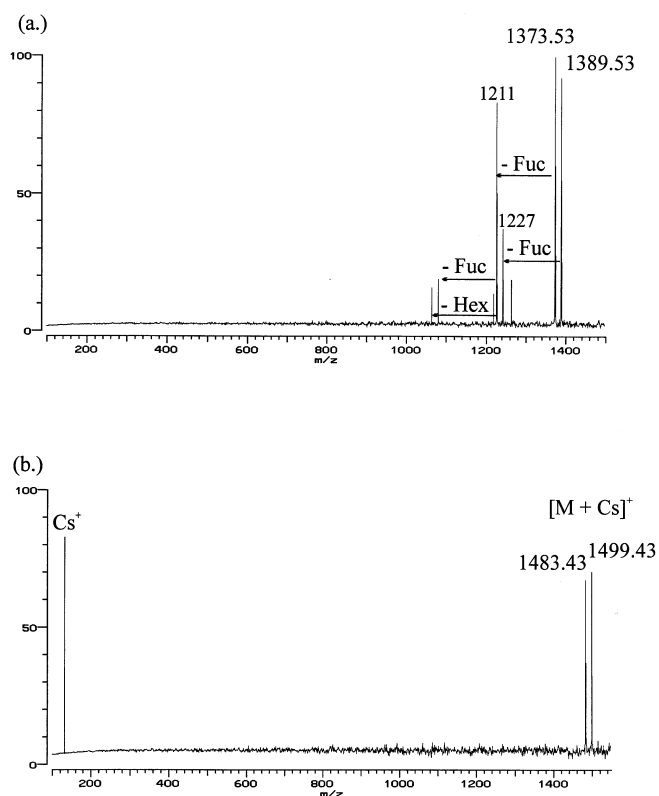 (a.)
1373.53
1389.53
100
1211
- Fuc
50
1227
- Fuc
- Fuc
- Hex
0
200 400 600 800 1000 1200 1400
m/z
(b.)
100
Cs+
[M + Cs]+
1483.43
1499.43
50
0
200 400 600 800 1000 1200 1400
m/z